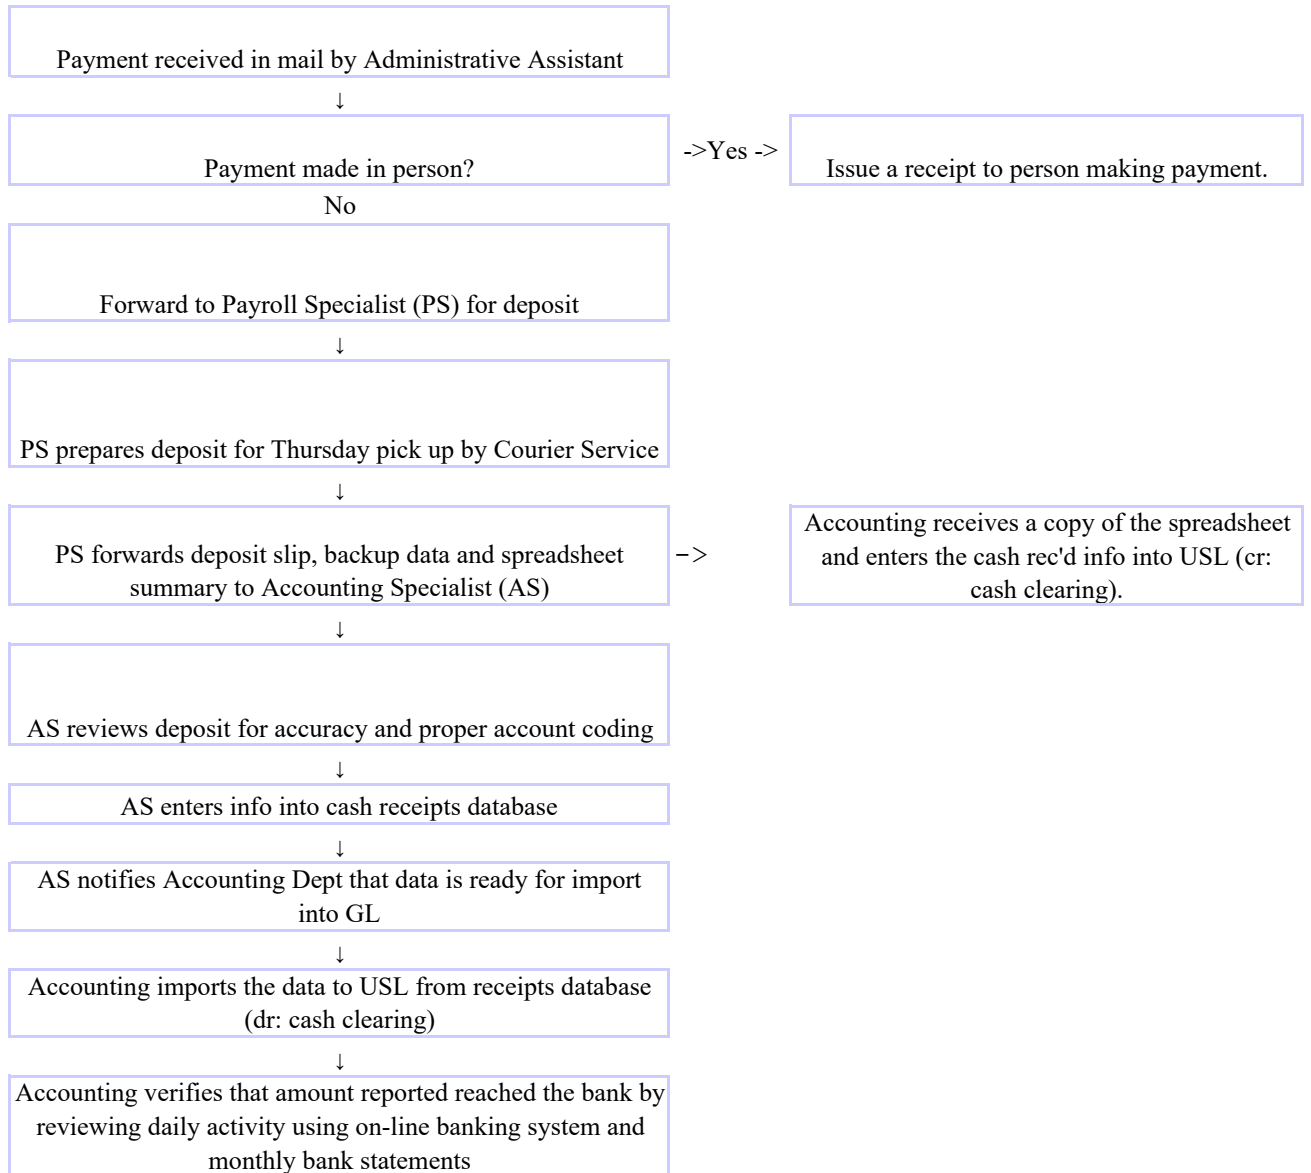 Payment received in mail by Administrative Assistant
↓
Payment made in person?
->Yes ->
Issue a receipt to person making payment.
No
Forward to Payroll Specialist (PS) for deposit
↓
PS prepares deposit for Thursday pick up by Courier Service
↓
PS forwards deposit slip, backup data and spreadsheet
summary to Accounting Specialist (AS)
->
Accounting receives a copy of the spreadsheet
and enters the cash rec'd info into USL (cr:
cash clearing).
↓
AS reviews deposit for accuracy and proper account coding
↓
AS enters info into cash receipts database
↓
AS notifies Accounting Dept that data is ready for import
into GL
↓
Accounting imports the data to USL from receipts database
(dr: cash clearing)
↓
Accounting verifies that amount reported reached the bank by
reviewing daily activity using on-line banking system and
monthly bank statements